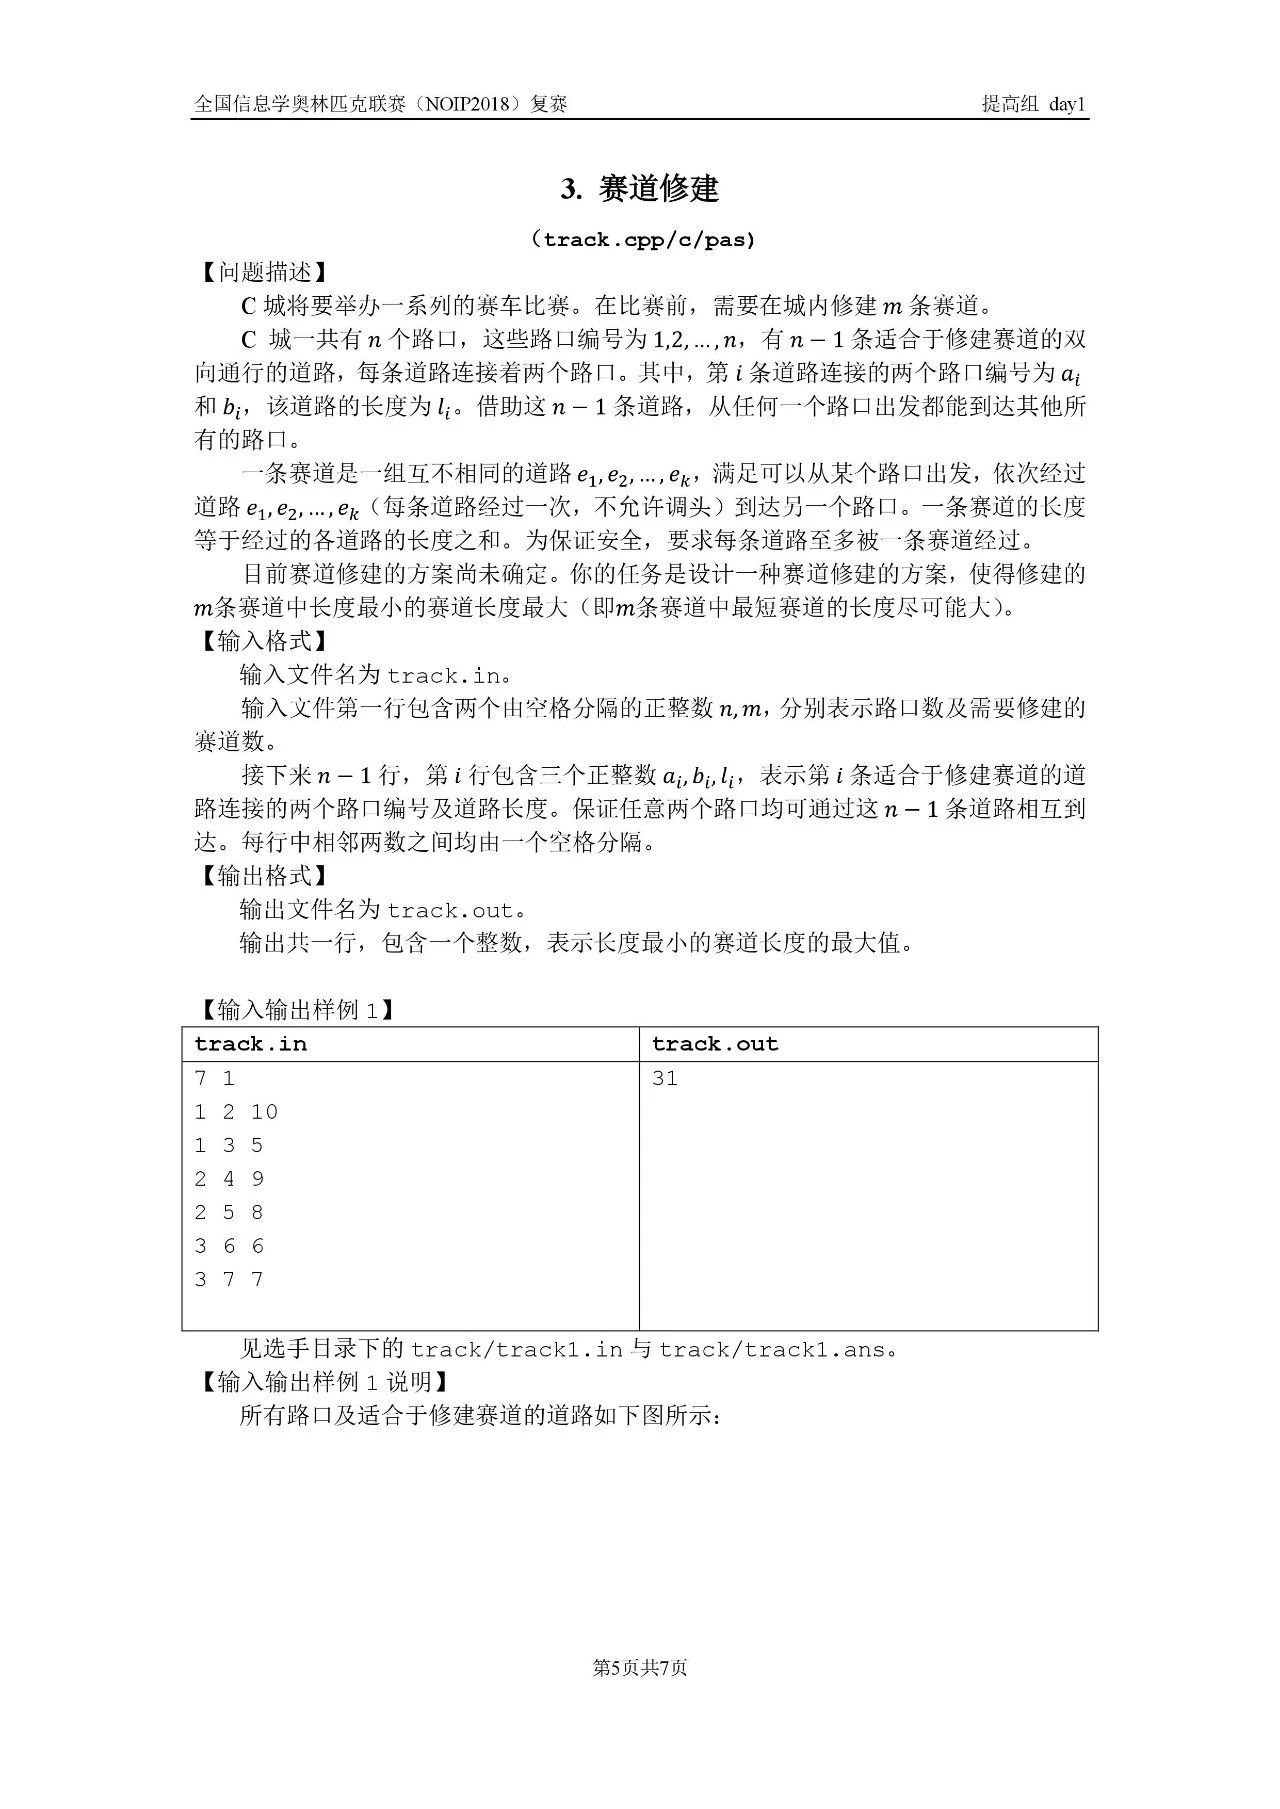 全国信息学奥林匹克联赛（NOIP2018）复赛 提高组 day1
3. 赛道修建
（track.cpp/c/pas)
【问题描述】
C 城将要举办一系列的赛车比赛。在比赛前，需要在城内修建 m 条赛道。
C 城一共有 n 个路口，这些路口编号为 1,2, ... , n，有 n − 1 条适合于修建赛道的双
向通行的道路，每条道路连接着两个路口。其中，第 i 条道路连接的两个路口编号为 aᵢ
和 bᵢ，该道路的长度为 lᵢ。借助这 n − 1 条道路，从任何一个路口出发都能到达其他所
有的路口。
一条赛道是一组互不相同的道路 e₁, e₂, ... , eₖ，满足可以从某个路口出发，依次经过
道路 e₁, e₂, ... , eₖ（每条道路经过一次，不允许调头）到达另一个路口。一条赛道的长度
等于经过的各道路的长度之和。为保证安全，要求每条道路至多被一条赛道经过。
目前赛道修建的方案尚未确定。你的任务是设计一种赛道修建的方案，使得修建的
m条赛道中长度最小的赛道长度最大（即m条赛道中最短赛道的长度尽可能大）。
【输入格式】
输入文件名为 track.in。
输入文件第一行包含两个由空格分隔的正整数 n, m，分别表示路口数及需要修建的
赛道数。
接下来 n − 1 行，第 i 行包含三个正整数 aᵢ, bᵢ, lᵢ，表示第 i 条适合于修建赛道的道
路连接的两个路口编号及道路长度。保证任意两个路口均可通过这 n − 1 条道路相互到
达。每行中相邻两数之间均由一个空格分隔。
【输出格式】
输出文件名为 track.out。
输出共一行，包含一个整数，表示长度最小的赛道长度的最大值。
【输入输出样例 1】
track.in track.out
7 1 31
1 2 10
1 3 5
2 4 9
2 5 8
3 6 6
3 7 7
见选手目录下的 track/track1.in 与 track/track1.ans。
【输入输出样例 1 说明】
所有路口及适合于修建赛道的道路如下图所示：
第5页共7页